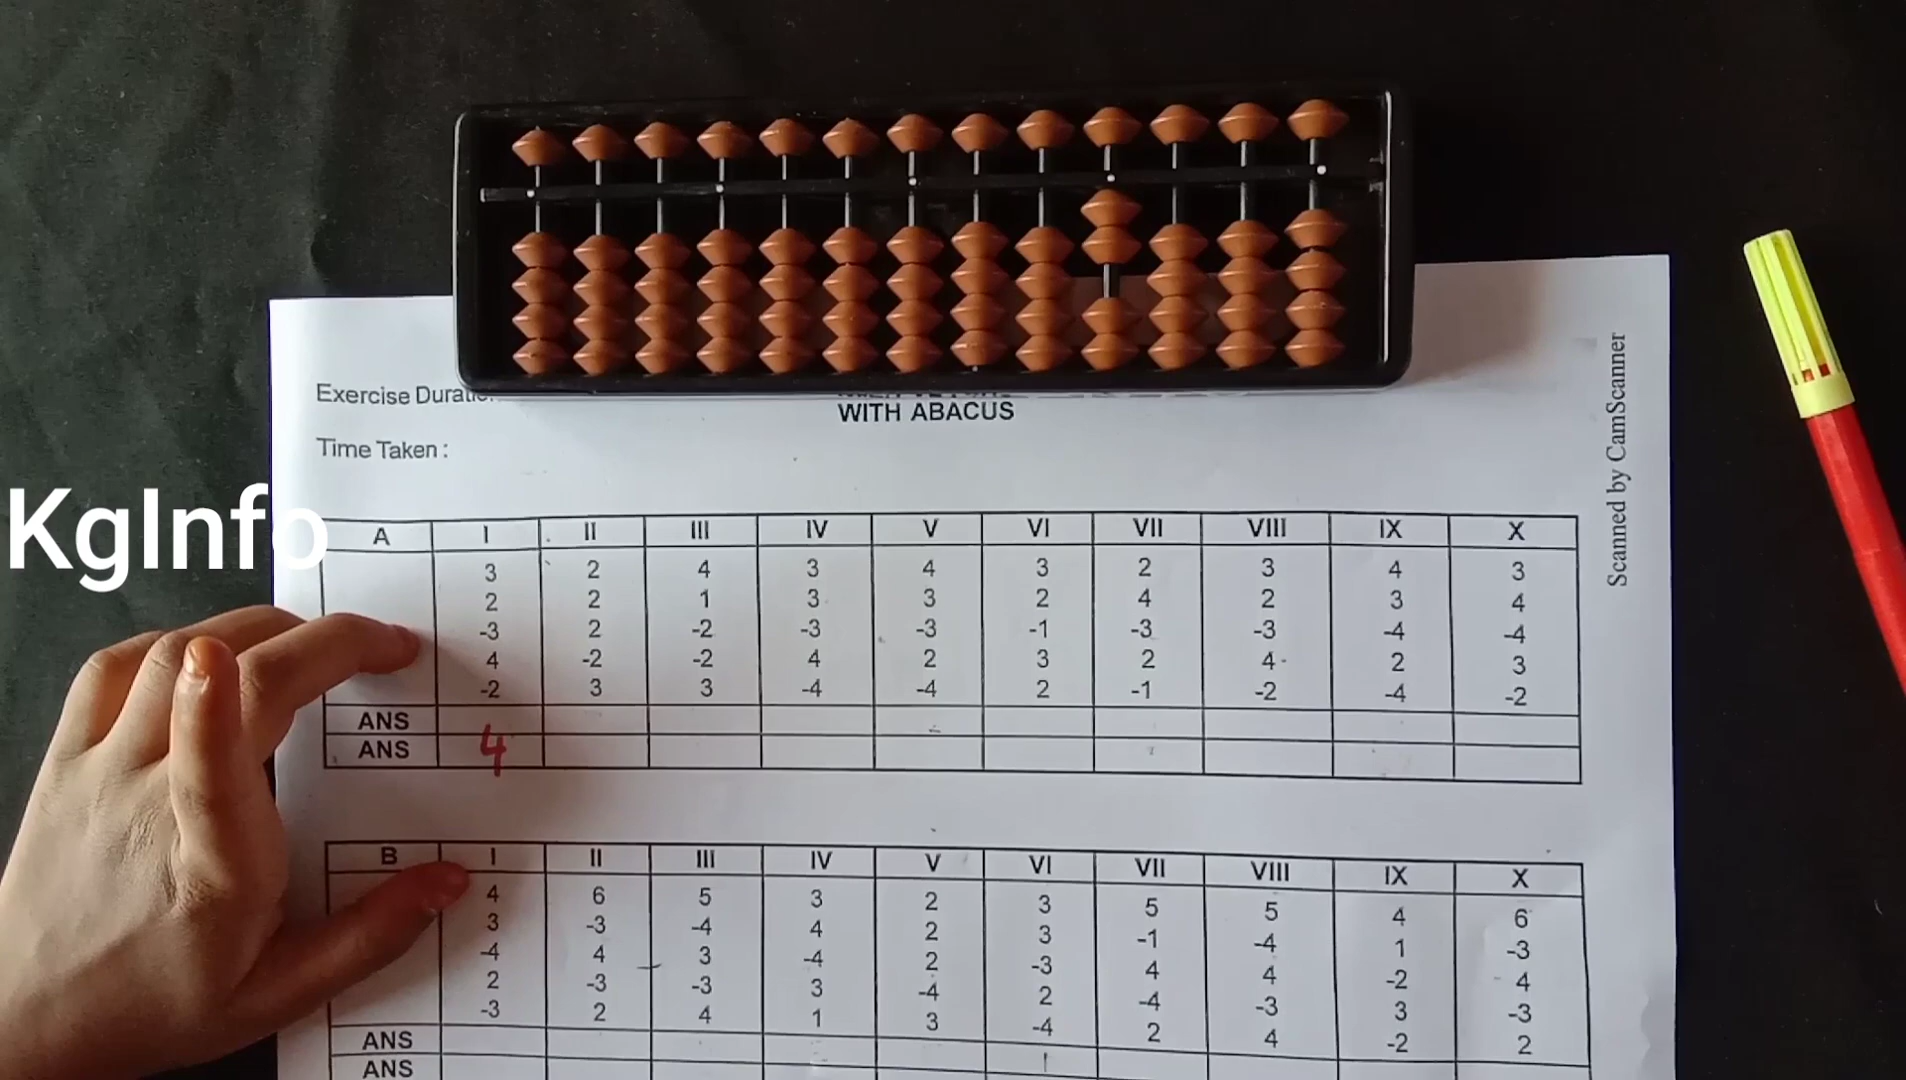 Exercise
WITH ABACUS
Time Taken :
Scanned by CamScanner
KgInfo
A I II III IV V VI VII VIII IX X
3 2 4 3 4 3 2 3 4 3
2 2 1 3 3 2 4 2 3 4
-3 2 -2 -3 -3 -1 -3 -3 -4 -4
4 -2 -2 4 2 3 2 4 2 3
-2 3 3 -4 -4 2 -1 -2 -4 -2
ANS
ANS 4
B I II III IV V VI VII VIII IX X
4 6 5 3 2 3 5 5 4 6
3 -3 -4 4 2 3 -1 -4 1 -3
-4 4 3 -4 2 -3 4 4 -2 4
2 -3 -3 3 -4 2 -4 -3 3 -3
-3 2 4 1 3 -4 2 4 -2 2
ANS
ANS